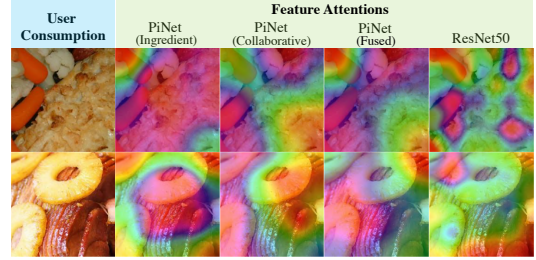 Feature Attentions
User
Consumption
PiNet
(Ingredient)
PiNet
(Collaborative)
PiNet
(Fused)
ResNet50